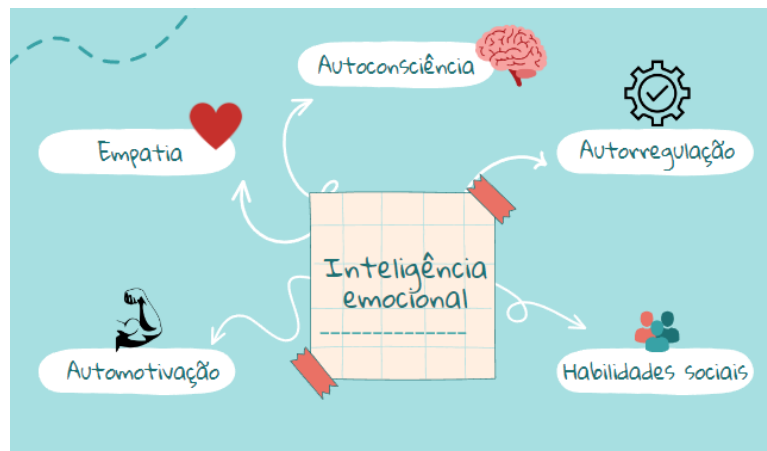 Autoconsciência
Empatia
Autorregulação
Inteligência
emocional
Automotivação
Habilidades sociais